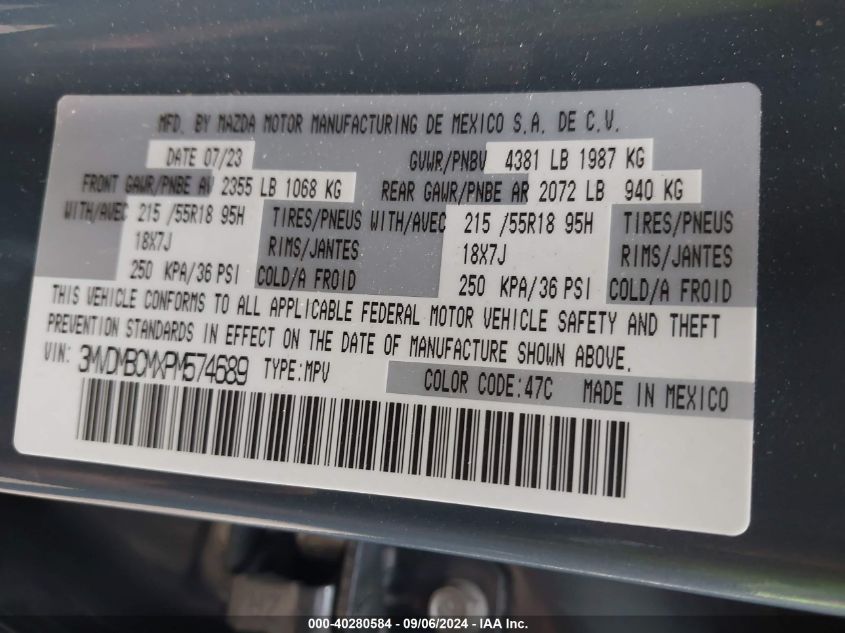 MFD. BY MAZDA MOTOR MANUFACTURING DE MEXICO S.A. DE C.V.
DATE 07/23 GVWR/PNBV 4381 LB 1987 KG
FRONT GAWR/PNBE AV 2355 LB 1068 KG REAR GAWR/PNBE AR 2072 LB 940 KG
WITH/AVEC 215 /55R18 95H TIRES/PNEUS WITH/AVEC 215 /55R18 95H TIRES/PNEUS
18X7J RIMS/JANTES 18X7J RIMS/JANTES
250 KPA/36 PSI COLD/A FROID 250 KPA/36 PSI COLD/A FROID
THIS VEHICLE CONFORMS TO ALL APPLICABLE FEDERAL MOTOR VEHICLE SAFETY AND THEFT
PREVENTION STANDARDS IN EFFECT ON THE DATE OF MANUFACTURE SHOWN ABOVE.
VIN: 3MVDMBCMXPM574689 TYPE:MPV COLOR CODE:47C MADE IN MEXICO
000-40280584 - 09/06/2024 - IAA Inc.